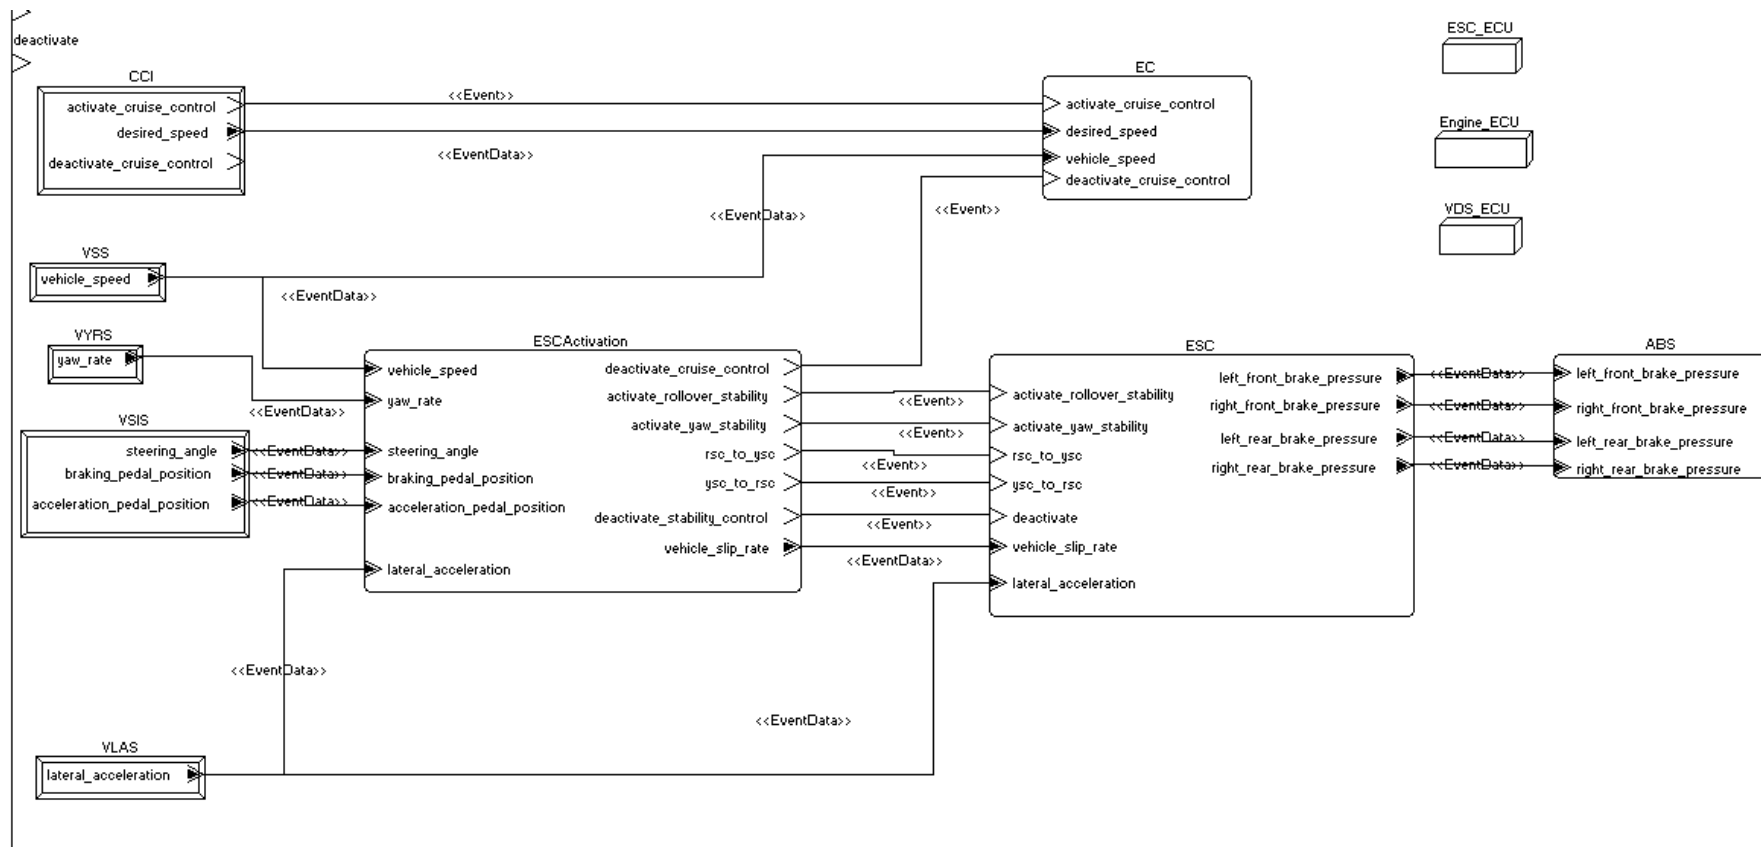 deactivate
CCI
activate_cruise_control
desired_speed
deactivate_cruise_control
<<Event>>
<<EventData>>
EC
activate_cruise_control
desired_speed
vehicle_speed
deactivate_cruise_control
<<EventData>>
<<Event>>
ESC_ECU
Engine_ECU
VDS_ECU
VSS
vehicle_speed
<<EventData>>
VYRS
yaw_rate
<<EventData>>
VSIS
steering_angle
braking_pedal_position
acceleration_pedal_position
<<EventData>>
<<EventData>>
<<EventData>>
ESCActivation
vehicle_speed
yaw_rate
steering_angle
braking_pedal_position
acceleration_pedal_position
lateral_acceleration
deactivate_cruise_control
activate_rollover_stability
activate_yaw_stability
rsc_to_ysc
ysc_to_rsc
deactivate_stability_control
vehicle_slip_rate
<<Event>>
<<Event>>
<<Event>>
<<Event>>
<<Event>>
<<EventData>>
ESC
activate_rollover_stability
activate_yaw_stability
rsc_to_ysc
ysc_to_rsc
deactivate
vehicle_slip_rate
lateral_acceleration
left_front_brake_pressure
right_front_brake_pressure
left_rear_brake_pressure
right_rear_brake_pressure
<<EventData>>
<<EventData>>
<<EventData>>
<<EventData>>
ABS
left_front_brake_pressure
right_front_brake_pressure
left_rear_brake_pressure
right_rear_brake_pressure
<<EventData>>
<<EventData>>
VLAS
lateral_acceleration